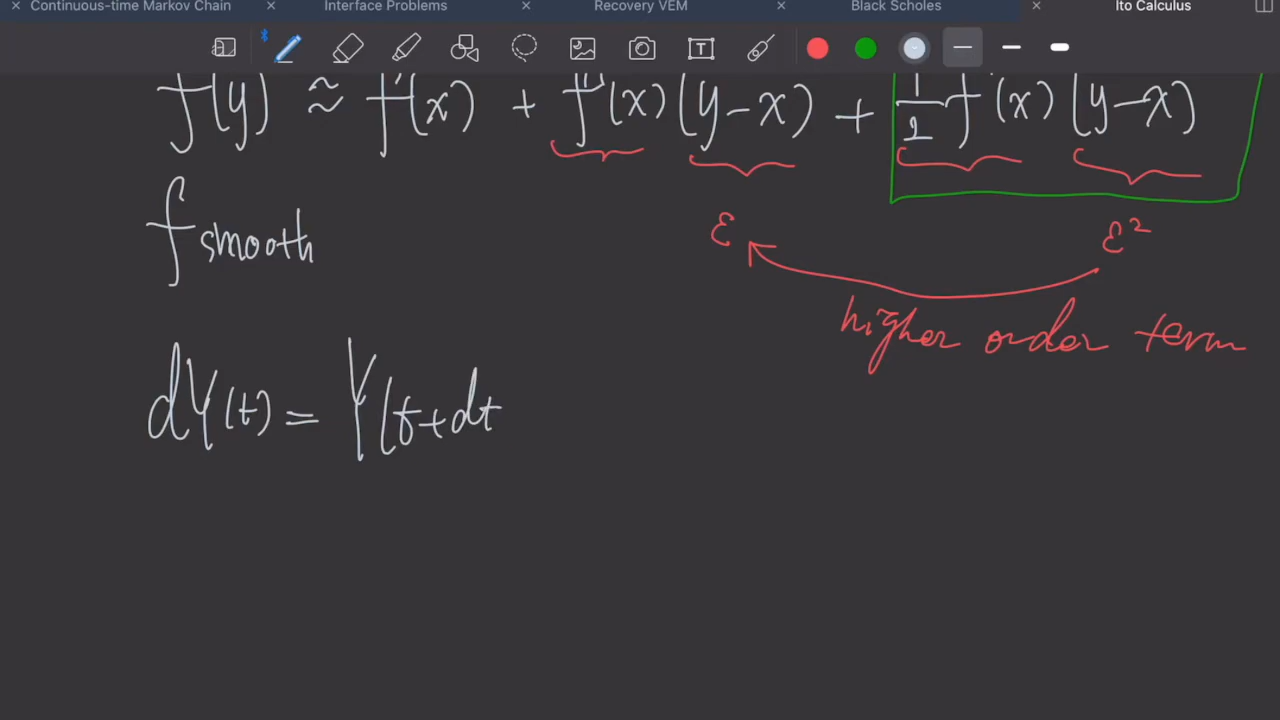 Continuous-time Markov Chain Interface Problems Recovery VEM Black Scholes Ito Calculus
f(y) ≈ f(x) + f'(x) (y-x) + 1/2 f''(x) (y-x)
f smooth
ε ε²
higher order term
dY(t) = Y(t+dt